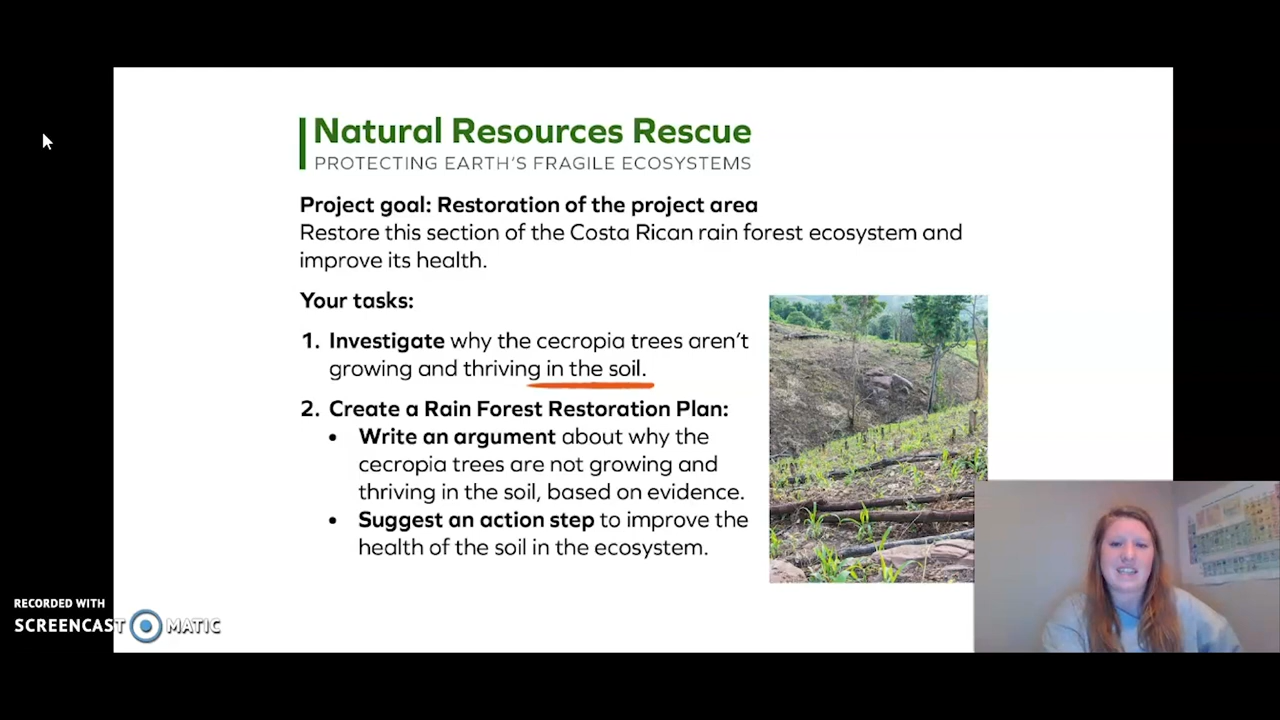 Natural Resources Rescue
PROTECTING EARTH'S FRAGILE ECOSYSTEMS
Project goal: Restoration of the project area
Restore this section of the Costa Rican rain forest ecosystem and
improve its health.
Your tasks:
1. Investigate why the cecropia trees aren't
growing and thriving in the soil.
2. Create a Rain Forest Restoration Plan:
• Write an argument about why the
cecropia trees are not growing and
thriving in the soil, based on evidence.
• Suggest an action step to improve the
health of the soil in the ecosystem.
RECORDED WITH
SCREENCAST MATIC